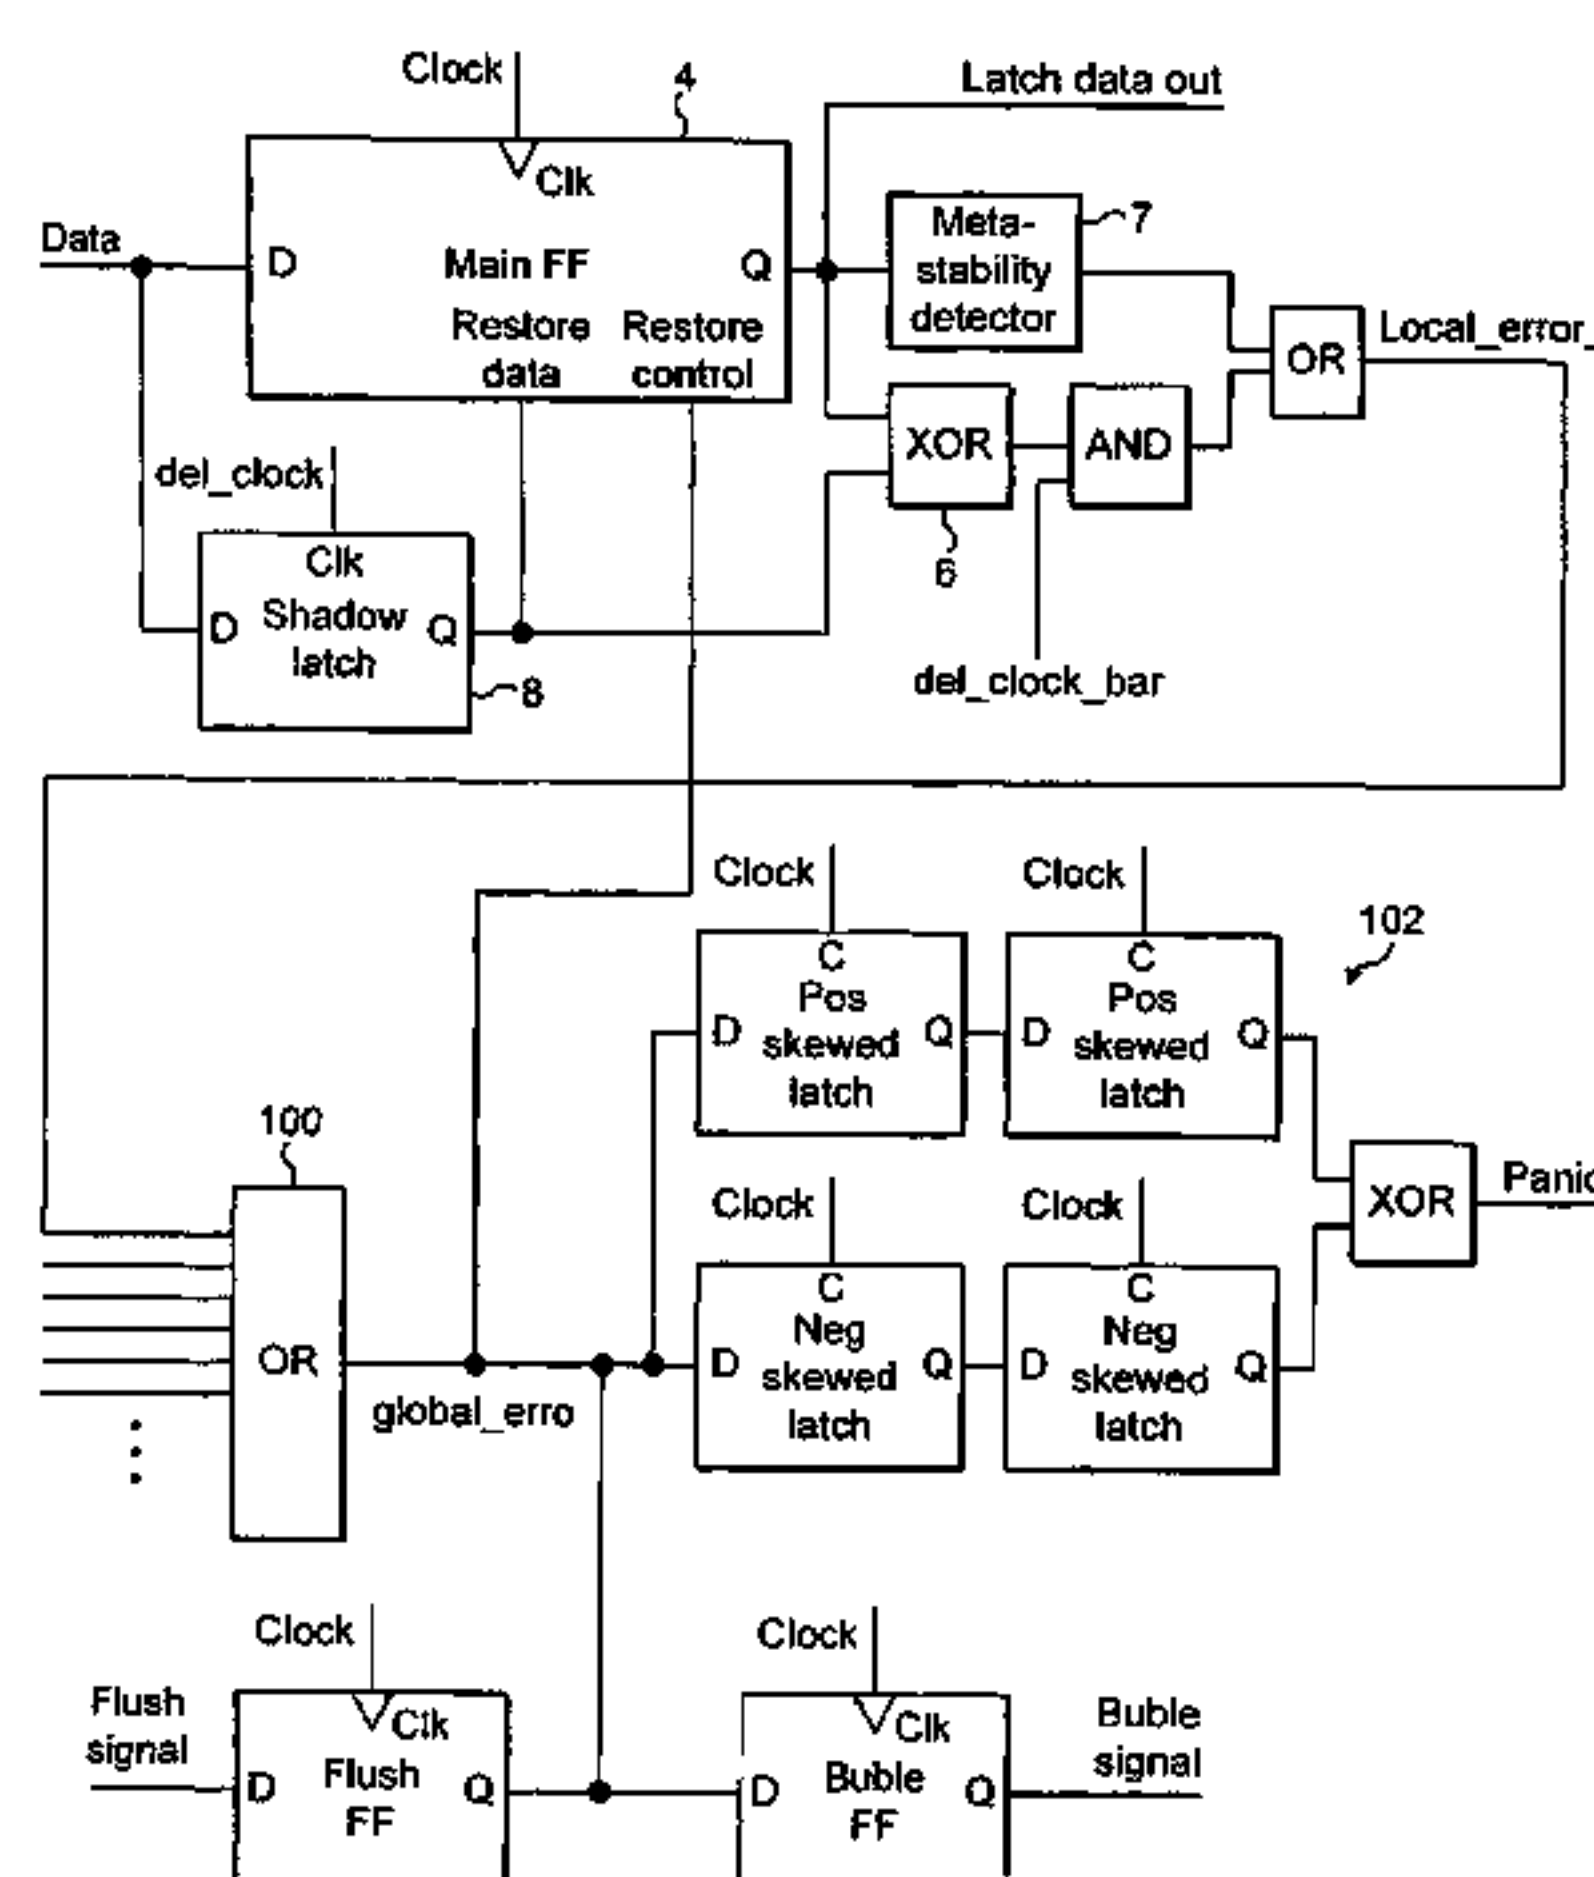 Clock
4
Latch data out
Clk
Data
D
Main FF
Q
Restore
data
Restore
control
Meta-
stability
detector
7
OR
Local_error_
XOR
AND
6
del_clock_bar
del_clock
Clk
D
Shadow
latch
Q
8
Clock
Clock
102
C
Pos
skewed
latch
D
Q
C
Pos
skewed
latch
D
Q
100
OR
global_erro
Clock
Clock
C
Neg
skewed
latch
D
Q
C
Neg
skewed
latch
D
Q
XOR
Panic
Clock
Clock
Flush
signal
Clk
D
Flush
FF
Q
Clk
D
Buble
FF
Q
Buble
signal